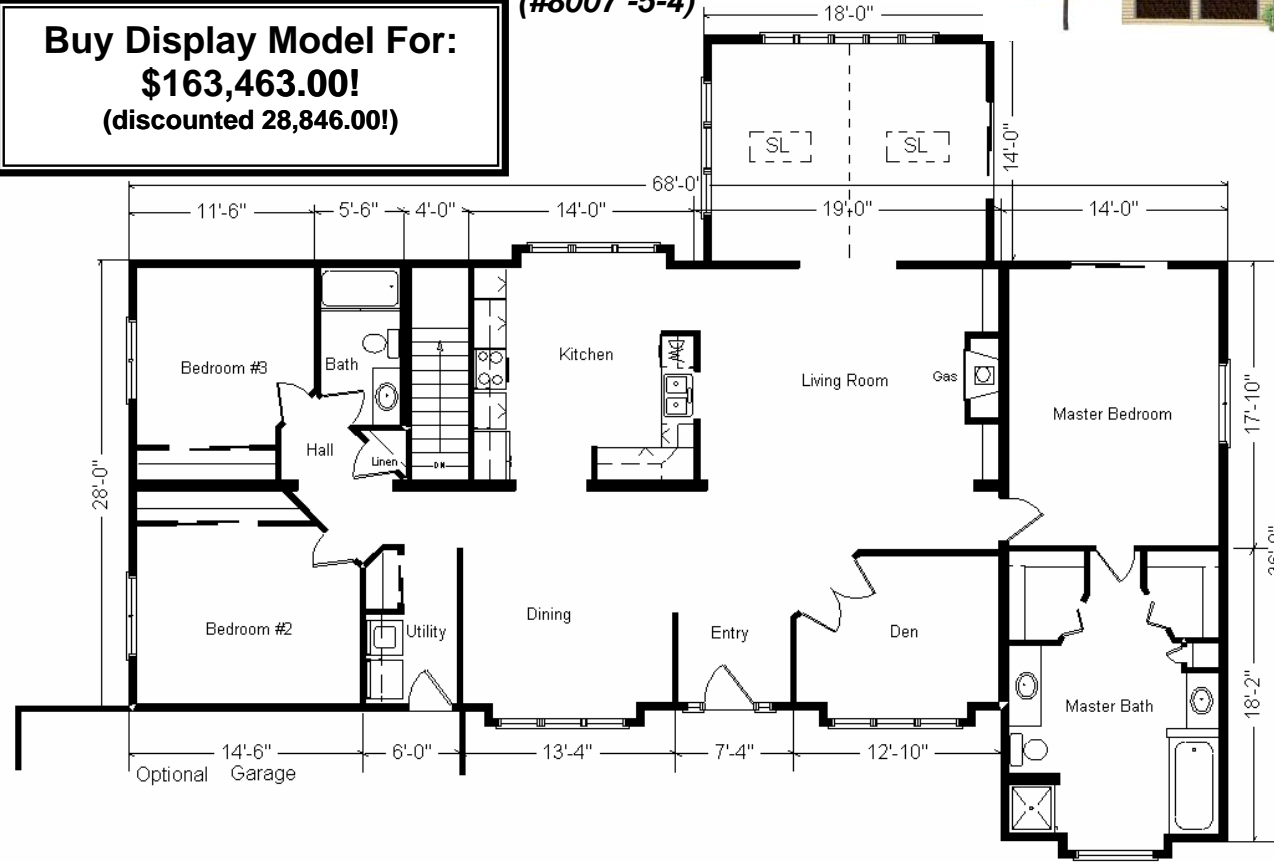 (#8007 -5-4)
Buy Display Model For:
$163,463.00!
(discounted 28,846.00!)
18'-0"
SL SL
14'-0"
68'-0'
11'-6" 5'-6" 4'-0" 14'-0" 19'-0" 14'-0"
28'-0"
Bedroom #3
Bath
Kitchen
Living Room
Gas
Master Bedroom
17'-10"
Hall
Linen
DN
Bedroom #2
Utility
Dining
Entry
Den
Master Bath
18'-2"
14'-6" 6'-0" 13'-4" 7'-4" 12'-10"
Optional Garage